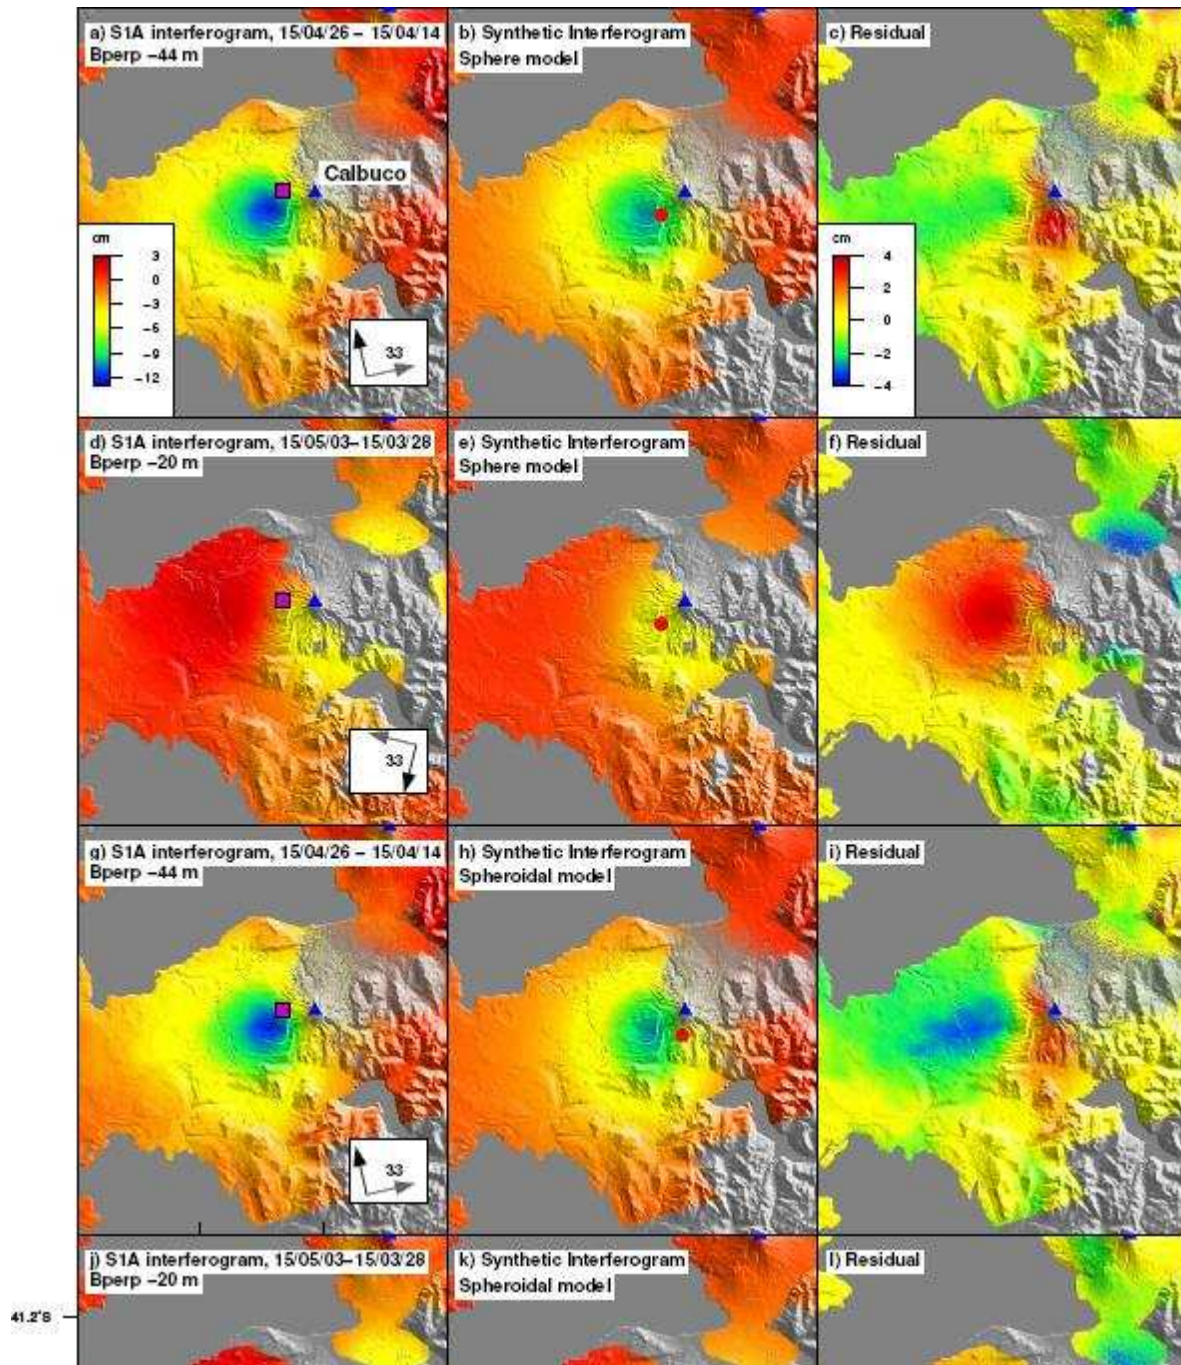 a) S1A interferogram, 15/04/26 – 15/04/14
Bperp −44 m
b) Synthetic Interferogram
Sphere model
c) Residual
Calbuco
cm
3
0
−3
−6
−9
−12
33
cm
4
2
0
−2
−4
d) S1A interferogram, 15/05/03–15/03/28
Bperp −20 m
e) Synthetic Interferogram
Sphere model
f) Residual
33
g) S1A interferogram, 15/04/26 – 15/04/14
Bperp −44 m
h) Synthetic Interferogram
Spheroidal model
i) Residual
33
j) S1A interferogram, 15/05/03–15/03/28
Bperp −20 m
k) Synthetic Interferogram
Spheroidal model
l) Residual
41.2°S